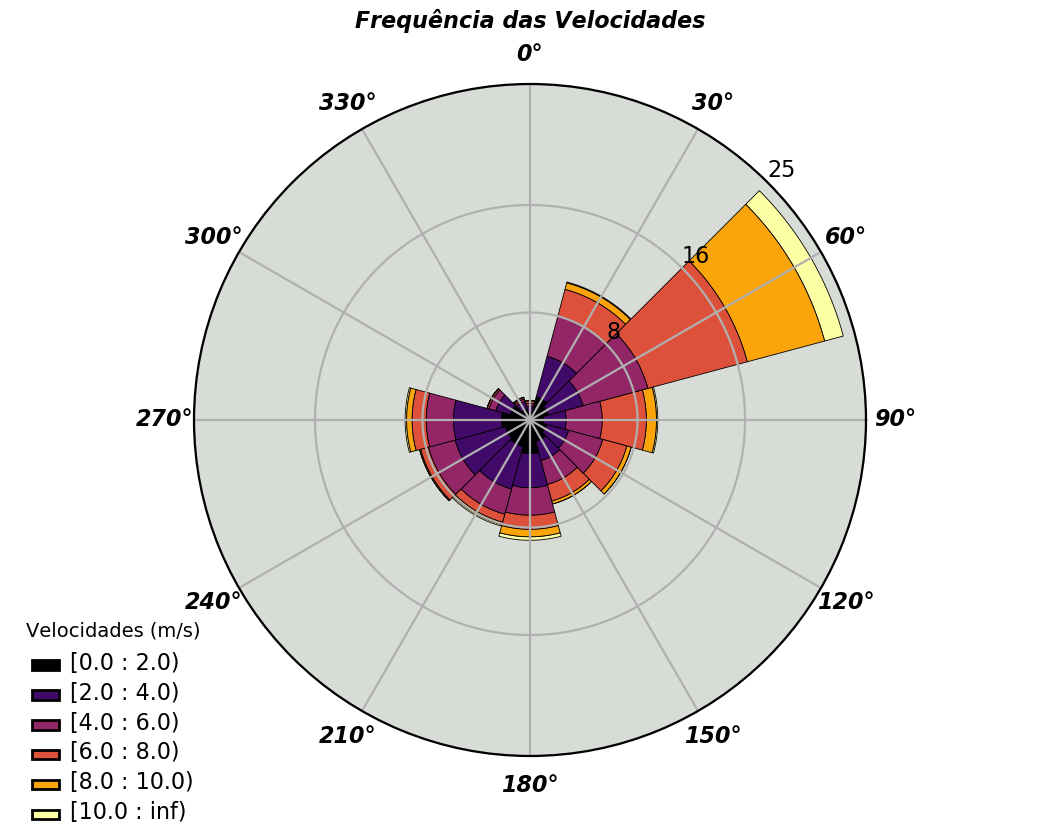 Frequência das Velocidades
0°
330°
30°
25
300°
60°
16
8
270°
90°
240°
120°
210°
150°
180°
Velocidades (m/s)
[0.0 : 2.0)
[2.0 : 4.0)
[4.0 : 6.0)
[6.0 : 8.0)
[8.0 : 10.0)
[10.0 : inf)